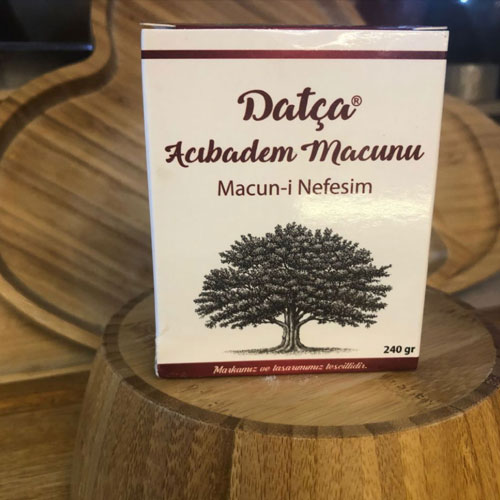 Datça®
Acıbadem Macunu
Macun-i Nefesim
240 gr
Markamız ve tasarımımız tescillidir.